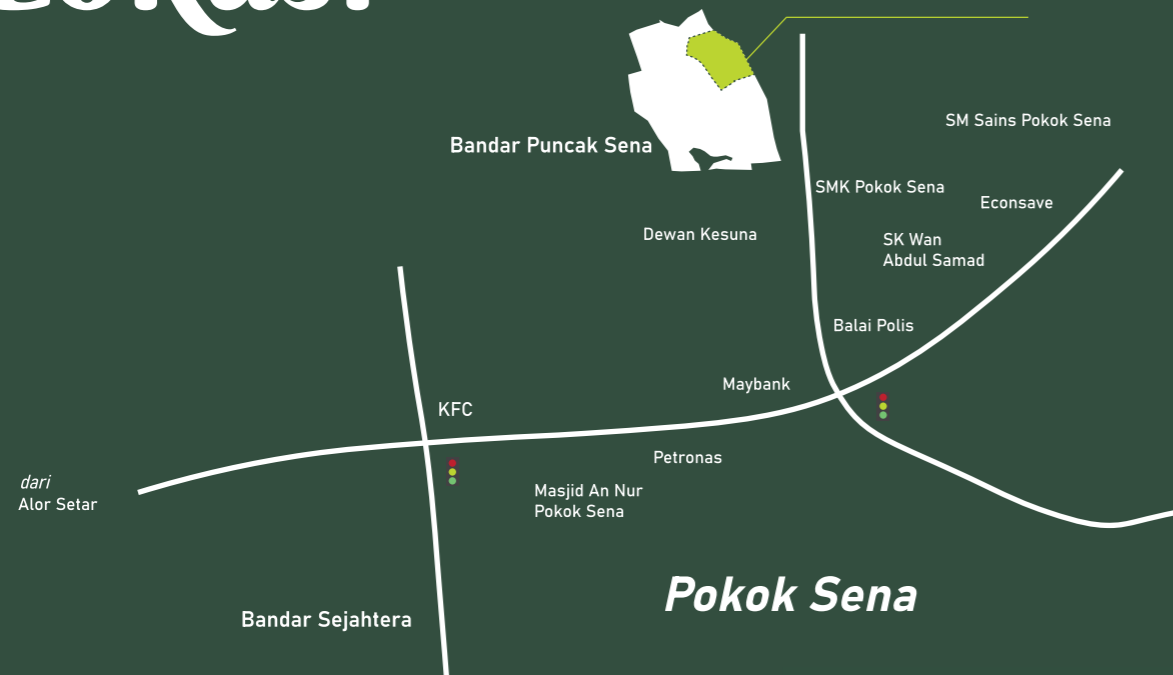 SM Sains Pokok Sena
Bandar Puncak Sena
SMK Pokok Sena
Econsave
Dewan Kesuna
SK Wan
Abdul Samad
Balai Polis
Maybank
KFC
Petronas
dari
Alor Setar
Masjid An Nur
Pokok Sena
Pokok Sena
Bandar Sejahtera